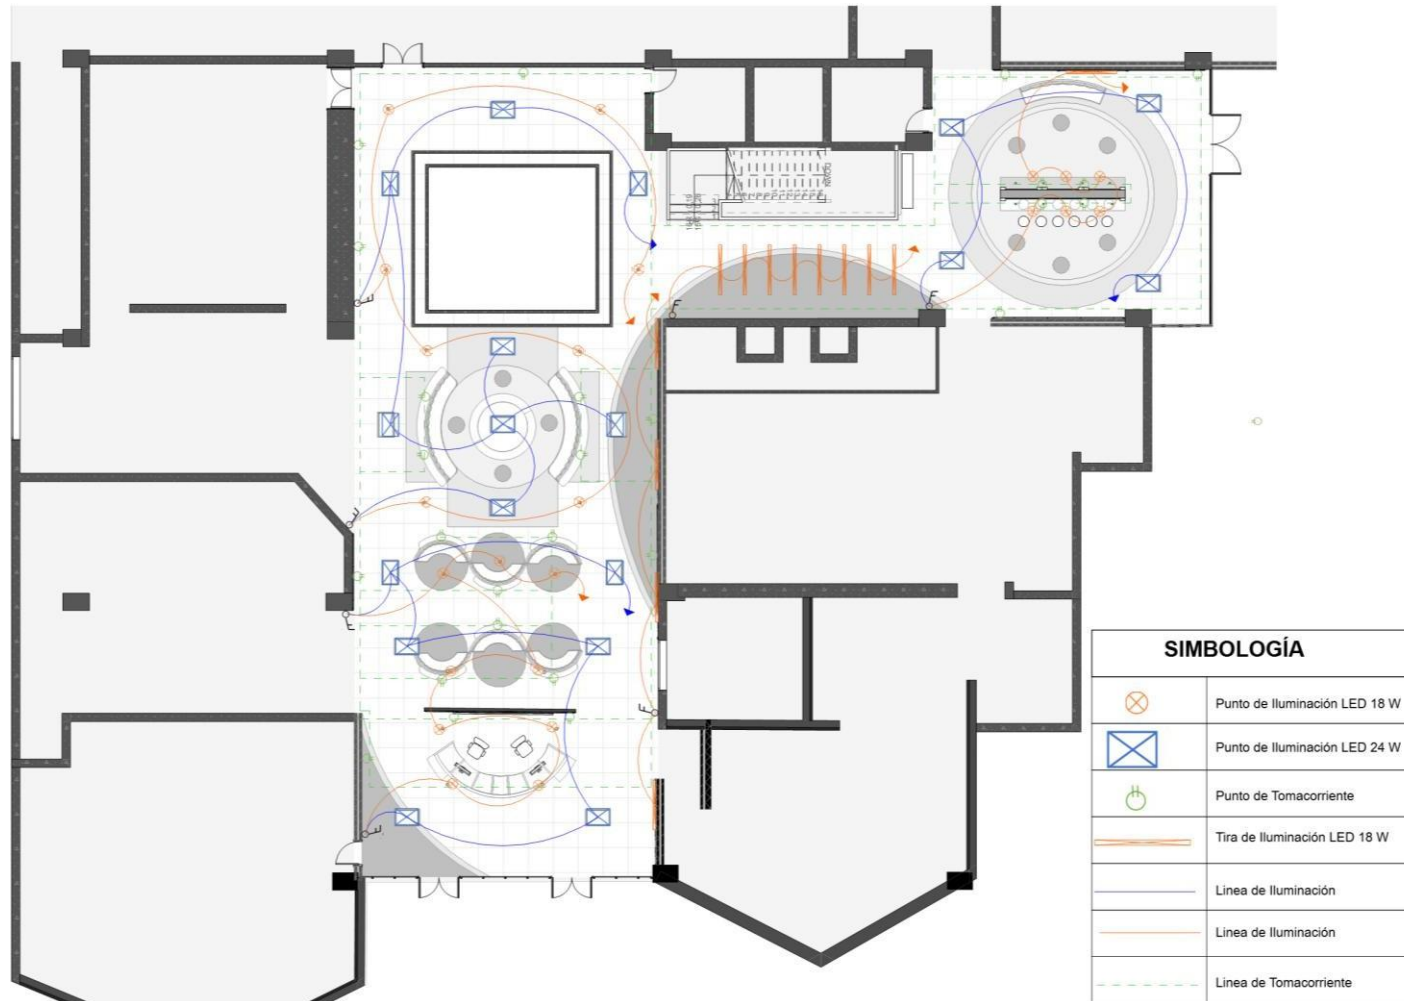 DOWN
SIMBOLOGÍA
Punto de Iluminación LED 18 W
Punto de Iluminación LED 24 W
Punto de Tomacorriente
Tira de Iluminación LED 18 W
Linea de Iluminación
Linea de Iluminación
Linea de Tomacorriente